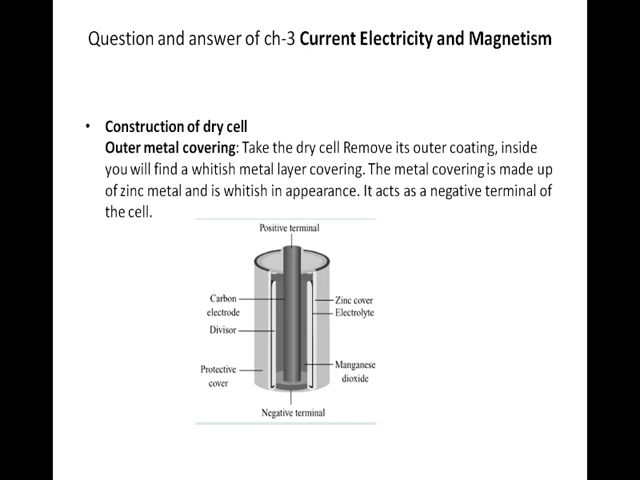 Question and answer of ch-3 Current Electricity and Magnetism
• Construction of dry cell
Outer metal covering: Take the dry cell Remove its outer coating, inside
you will find a whitish metal layer covering. The metal covering is made up
of zinc metal and is whitish in appearance. It acts as a negative terminal of
the cell.
Positive terminal
Carbon
electrode
Zinc cover
Electrolyte
Divisor
Protective
cover
Manganese
dioxide
Negative terminal